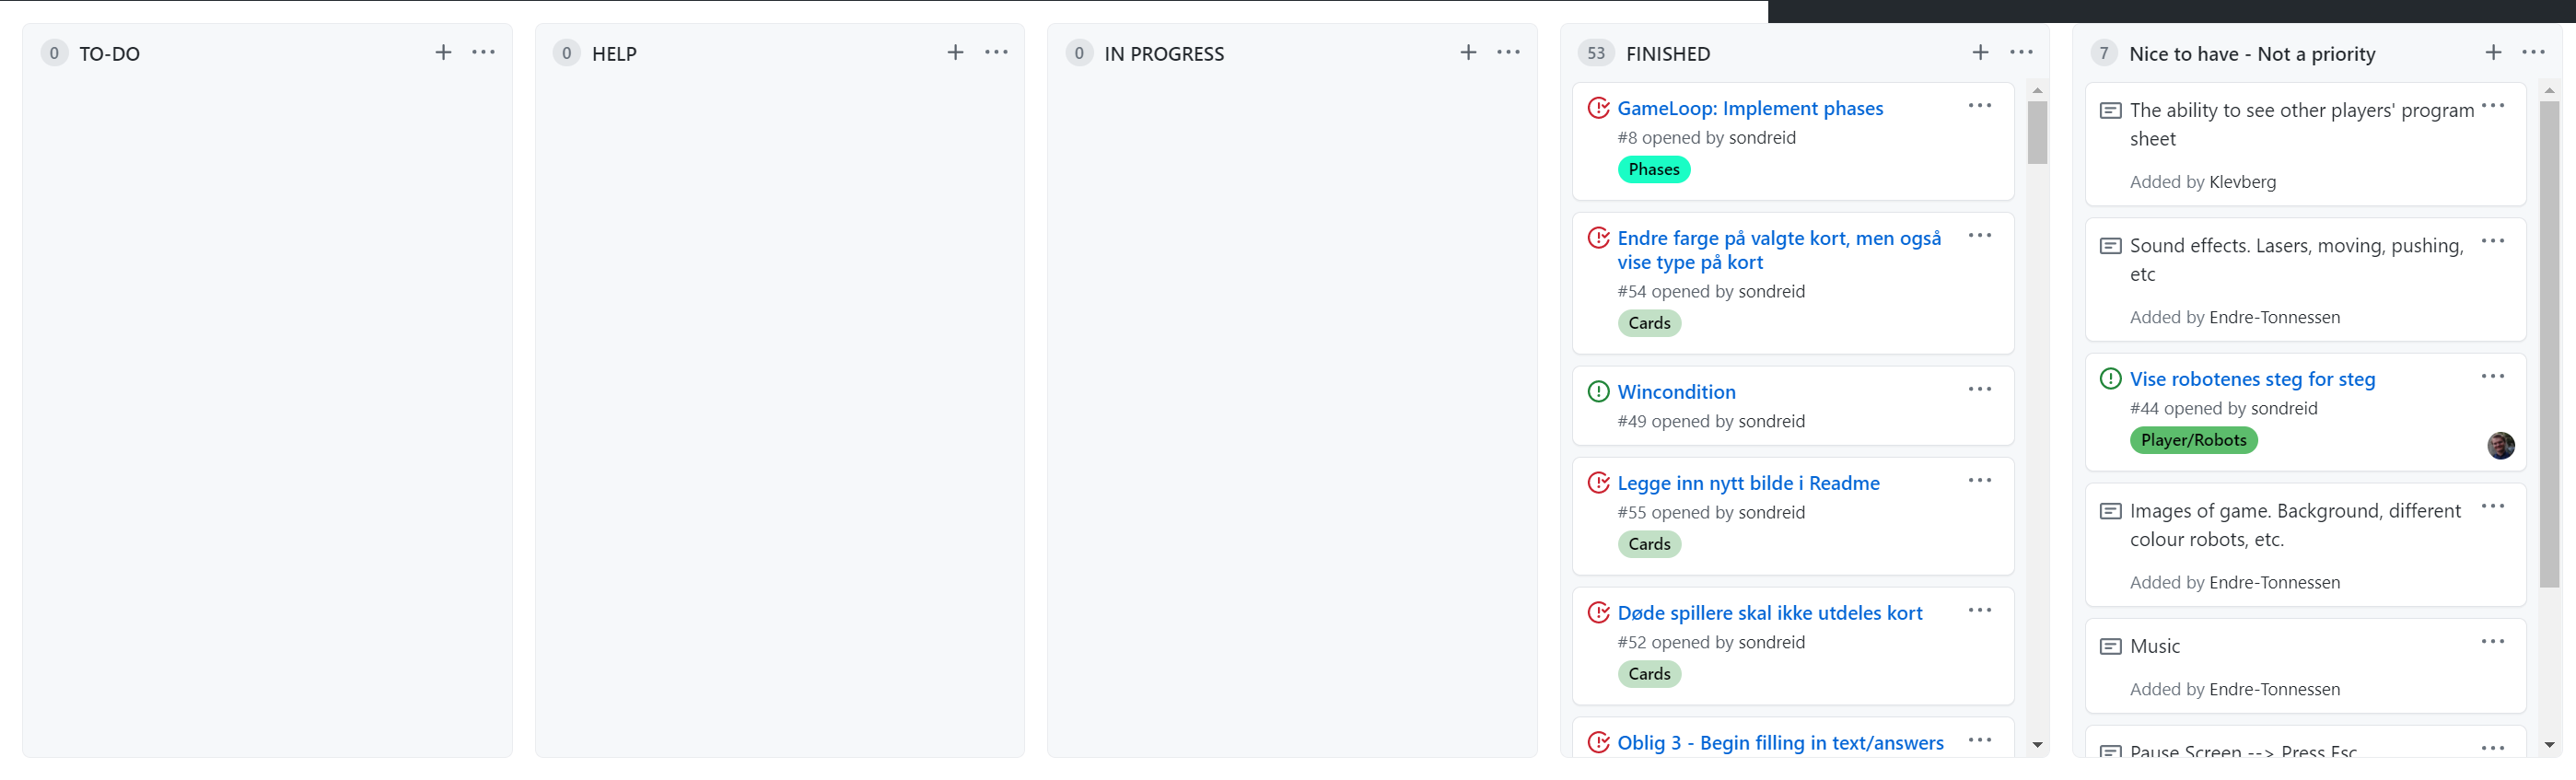 0 TO-DO
0 HELP
0 IN PROGRESS
53 FINISHED
GameLoop: Implement phases
#8 opened by sondreid
Phases
Endre farge på valgte kort, men også
vise type på kort
#54 opened by sondreid
Cards
Wincondition
#49 opened by sondreid
Legge inn nytt bilde i Readme
#55 opened by sondreid
Cards
Døde spillere skal ikke utdeles kort
#52 opened by sondreid
Cards
Oblig 3 - Begin filling in text/answers
7 Nice to have - Not a priority
The ability to see other players' program
sheet
Added by Klevberg
Sound effects. Lasers, moving, pushing,
etc
Added by Endre-Tonnessen
Vise robotenes steg for steg
#44 opened by sondreid
Player/Robots
Images of game. Background, different
colour robots, etc.
Added by Endre-Tonnessen
Music
Added by Endre-Tonnessen
Pause Screen --> Press Esc